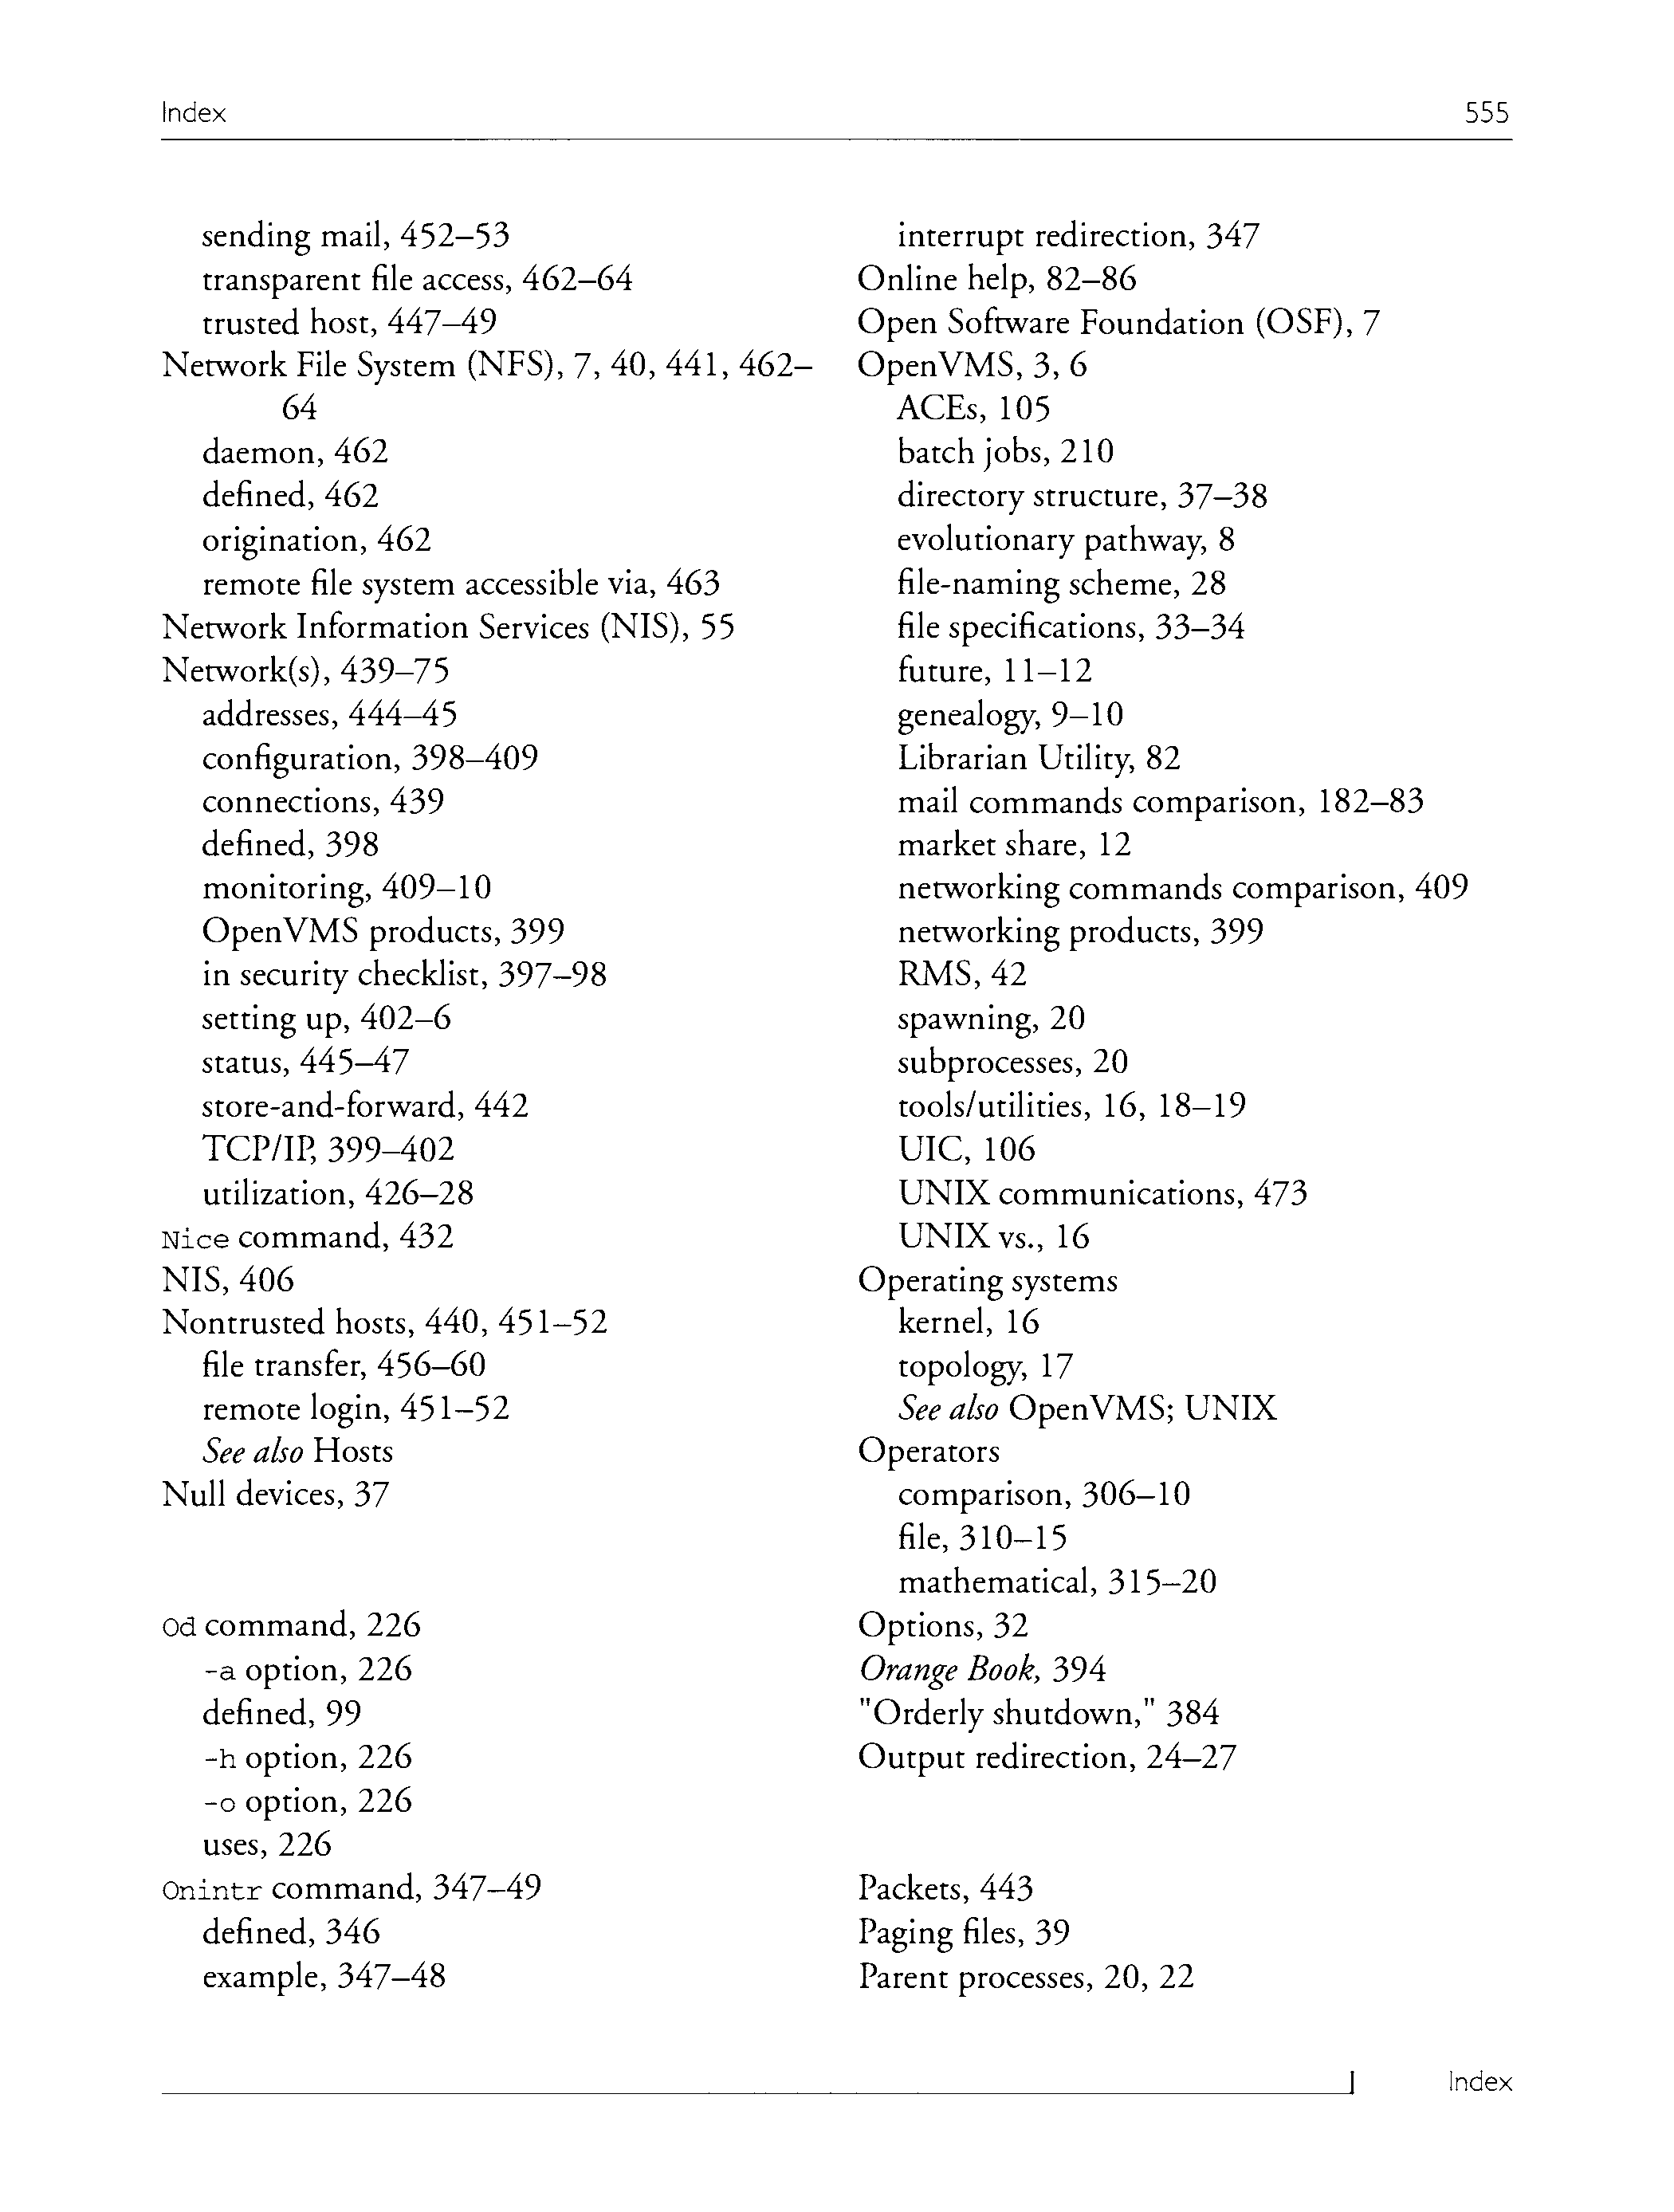 Index
555
sending mail, 452–53
transparent file access, 462–64
trusted host, 447–49
Network File System (NFS), 7, 40, 441, 462–
64
daemon, 462
defined, 462
origination, 462
remote file system accessible via, 463
Network Information Services (NIS), 55
Network(s), 439–75
addresses, 444–45
configuration, 398–409
connections, 439
defined, 398
monitoring, 409–10
OpenVMS products, 399
in security checklist, 397–98
setting up, 402–6
status, 445–47
store-and-forward, 442
TCP/IP, 399–402
utilization, 426–28
Nice command, 432
NIS, 406
Nontrusted hosts, 440, 451–52
file transfer, 456–60
remote login, 451–52
See also Hosts
Null devices, 37
Od command, 226
-a option, 226
defined, 99
-h option, 226
-o option, 226
uses, 226
Onintr command, 347–49
defined, 346
example, 347–48
interrupt redirection, 347
Online help, 82–86
Open Software Foundation (OSF), 7
OpenVMS, 3, 6
ACEs, 105
batch jobs, 210
directory structure, 37–38
evolutionary pathway, 8
file-naming scheme, 28
file specifications, 33–34
future, 11–12
genealogy, 9–10
Librarian Utility, 82
mail commands comparison, 182–83
market share, 12
networking commands comparison, 409
networking products, 399
RMS, 42
spawning, 20
subprocesses, 20
tools/utilities, 16, 18–19
UIC, 106
UNIX communications, 473
UNIX vs., 16
Operating systems
kernel, 16
topology, 17
See also OpenVMS; UNIX
Operators
comparison, 306–10
file, 310–15
mathematical, 315–20
Options, 32
Orange Book, 394
"Orderly shutdown," 384
Output redirection, 24–27
Packets, 443
Paging files, 39
Parent processes, 20, 22
Index